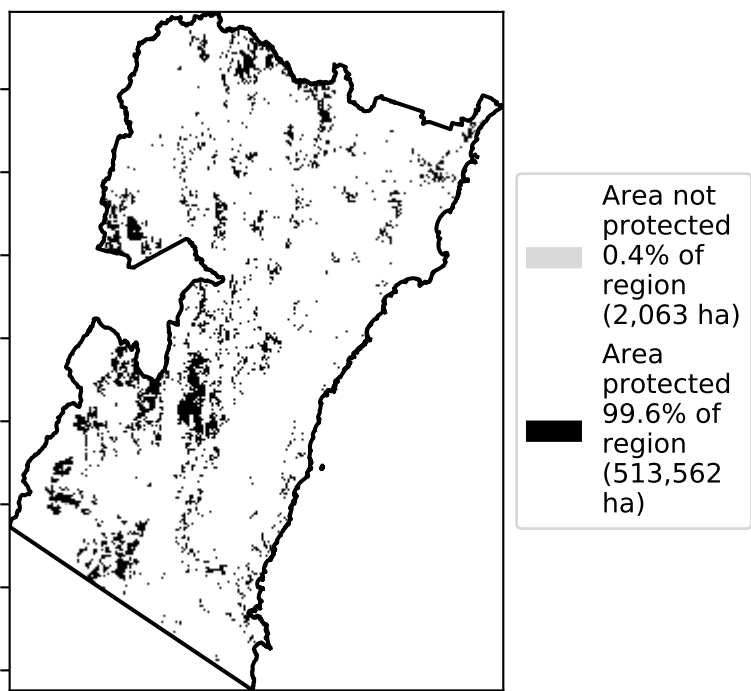 Area not
protected
0.4% of
region
(2,063 ha)
Area
protected
99.6% of
region
(513,562
ha)